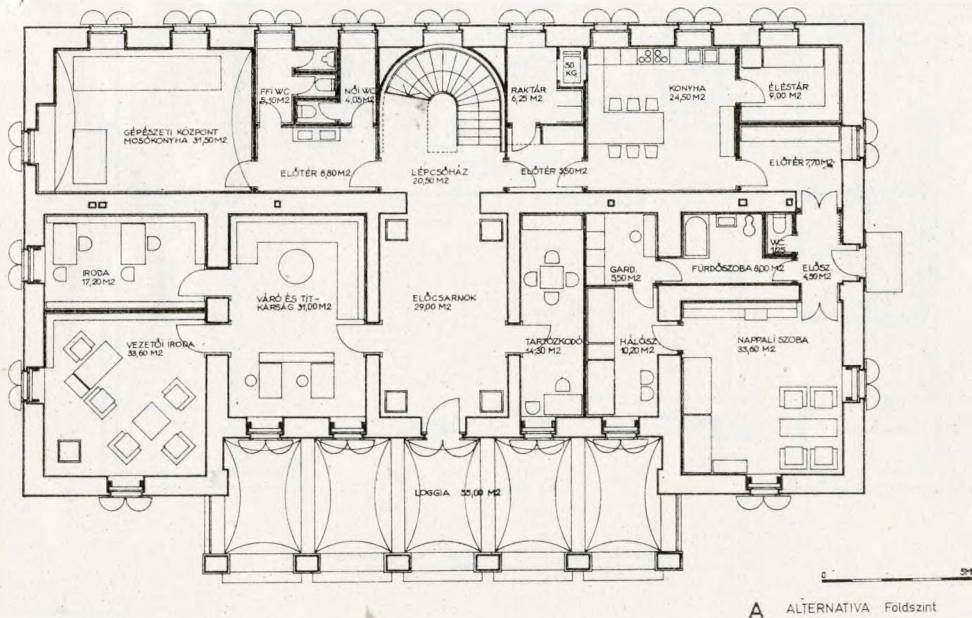 FFI WC
5,10 M2
NŐI WC
4,05 M2
RAKTÁR
6,25 M2
50
KG
KONYHA
24,50 M2
ÉLÉSTÁR
9,00 M2
GÉPÉSZETI KÖZPONT
MOSÓKONYHA 31,50 M2
ELŐTÉR 8,80 M2
LÉPCSŐHÁZ
20,50 M2
ELŐTÉR 3,50 M2
ELŐTÉR 7,70 M2
IRODA
17,20 M2
VÁRÓ ÉS TIT-
KÁRSÁG 31,00 M2
ELŐCSARNOK
29,00 M2
GARD.
5,50 M2
FÜRDŐSZOBA 8,00 M2
WC
1,25
ELŐSZ.
4,50 M2
VEZETŐI IRODA
33,60 M2
TARTÓZKODÓ
14,30 M2
HÁLÓSZ.
10,20 M2
NAPPALI SZOBA
33,60 M2
LOGGIA 55,00 M2
0 5M
A ALTERNATIVA Földszint